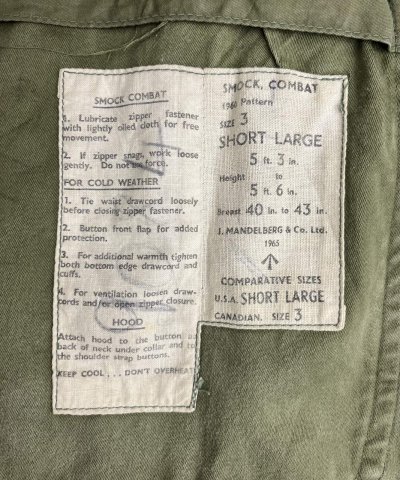 SMOCK COMBAT
1. Lubricate zipper fastener
with lightly oiled cloth for free
movement.
2. If zipper snags, work loose
gently. Do not use force.
FOR COLD WEATHER
1. Tie waist drawcord loosely
before closing zipper fastener.
2. Button front flap for added
protection.
3. For additional warmth tighten
both bottom edge drawcord and
cuffs.
4. For ventilation loosen draw-
cords and/or open zipper closure.
HOOD
Attach hood to the button
back of neck under collar and to
the shoulder strap buttons.
KEEP COOL . . . DON'T OVERHEAT
SMOCK, COMBAT
1960 Pattern
SIZE 3
SHORT LARGE
5 ft. 3 in.
Height to
5 ft. 6 in.
Breast 40 in. to 43 in.
J. MANDELBERG & Co. Ltd.
1965
COMPARATIVE SIZES
U.S.A. SHORT LARGE
CANADIAN. SIZE 3